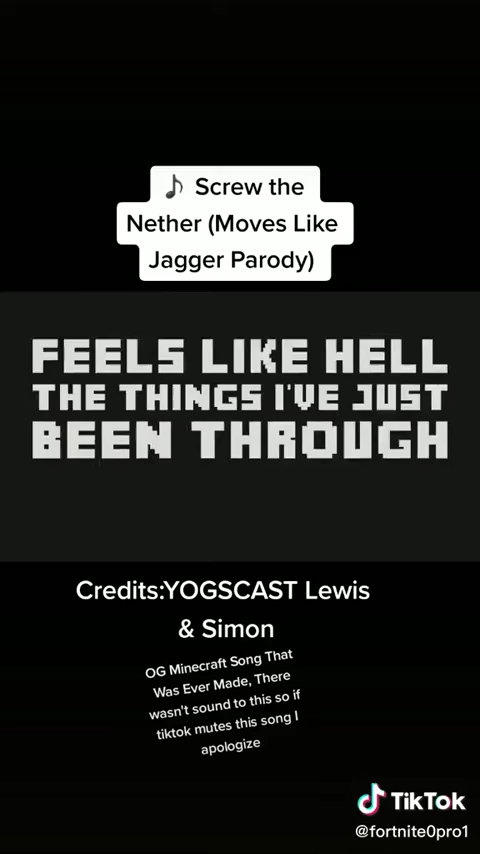 ♪ Screw the
Nether (Moves Like
Jagger Parody)
FEELS LIKE HELL
THE THINGS I'VE JUST
BEEN THROUGH
Credits:YOGSCAST Lewis
& Simon
OG Minecraft Song That
Was Ever Made, There
wasn't sound to this so if
tiktok mutes this song I
apologize
TikTok
@fortnite0pro1